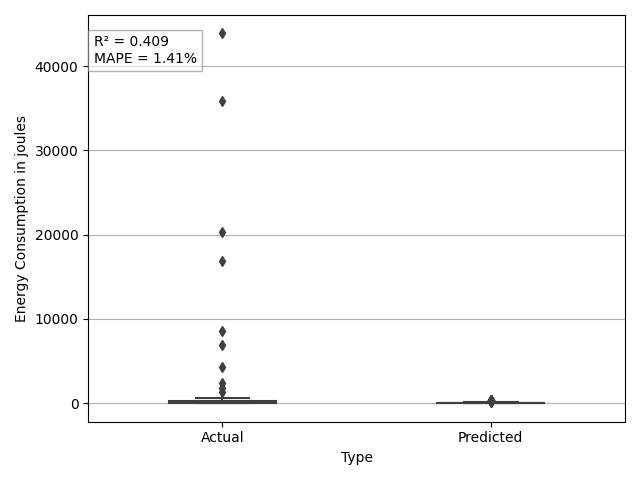 R² = 0.409
MAPE = 1.41%
40000
30000
20000
10000
0
Energy Consumption in joules
Actual
Predicted
Type